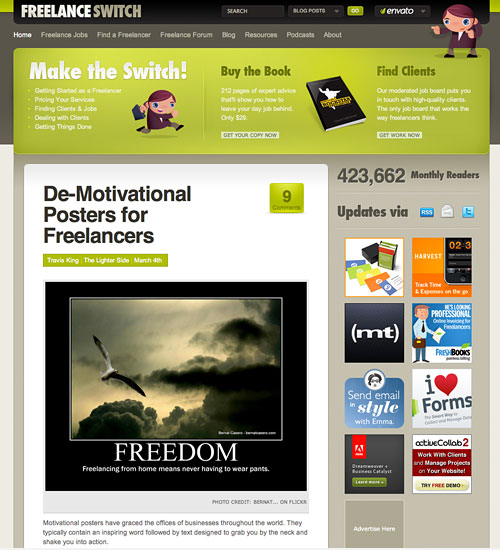 FREELANCE SWITCH
SEARCH
BLOG POSTS
GO
envato
Home
Freelance Jobs
Find a Freelancer
Freelance Forum
Blog
Resources
Podcasts
About
Make the Switch!
Getting Started as a Freelancer
Pricing Your Services
Finding Clients & Jobs
Dealing with Clients
Getting Things Done
Buy the Book
212 pages of expert advice
that'll show you how to
leave your day job behind.
Only $29.
GET YOUR COPY NOW
Find Clients
Our moderated job board puts you
in touch with high-quality clients.
The only job board that works the
way freelancers think.
GET WORK NOW
De-Motivational
Posters for
Freelancers
9
Comments
Travis King | The Lighter Side | March 4th
FREEDOM
Freelancing from home means never having to wear pants.
PHOTO CREDIT: BERNAT... ON FLICKR
Motivational posters have graced the offices of businesses throughout the world. They
typically contain an inspiring word followed by text designed to grab you by the neck and
shake you into action.
423,662 Monthly Readers
Updates via
RSS
HARVEST
Track Time
& Expenses on the go
(mt)
HE'S LOOKING
PROFESSIONAL
Online Invoicing for
Freelancers
FRESHBOOKS
painless billing
Send email
in style
with Emma.
i
Forms
The Smart Way to
Collect and Manage Data
Adobe
Dreamweaver +
Business Catalyst
Learn more
activeCollab 2
Work With Clients
and Manage Projects
on Your Website!
TRY FREE DEMO
Advertise Here